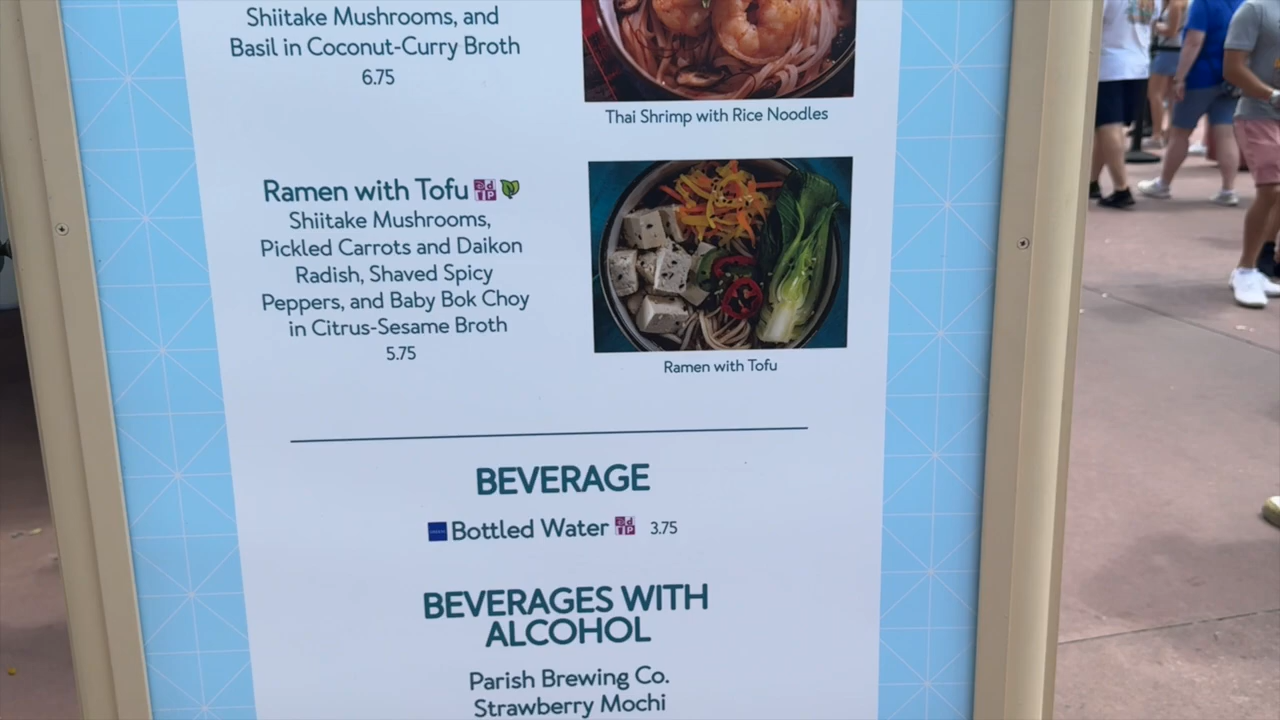 Shiitake Mushrooms, and
Basil in Coconut-Curry Broth
6.75
Thai Shrimp with Rice Noodles
Ramen with Tofu
Shiitake Mushrooms,
Pickled Carrots and Daikon
Radish, Shaved Spicy
Peppers, and Baby Bok Choy
in Citrus-Sesame Broth
5.75
Ramen with Tofu
BEVERAGE
Bottled Water 3.75
BEVERAGES WITH
ALCOHOL
Parish Brewing Co.
Strawberry Mochi